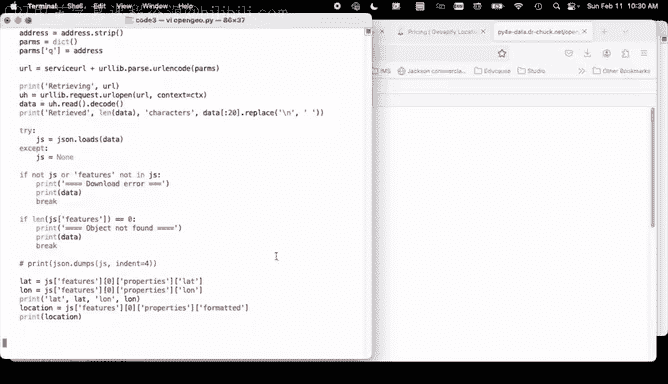 Terminal Shell Edit View Window Help
Sun Feb 11 10:30 AM
code3 — vi opengeo.py — 86×37
Pricing | Geoapify Locatio
py4e-data.dr-chuck.net/open
address = address.strip()
parms = dict()
parms['q'] = address
url = serviceurl + urllib.parse.urlencode(parms)
IMS
Jackson commercia...
Educause
Studio
Other Bookmarks
print('Retrieving', url)
uh = urllib.request.urlopen(url, context=ctx)
data = uh.read().decode()
print('Retrieved', len(data), 'characters', data[:20].replace('\n', ' '))
try:
js = json.loads(data)
except:
js = None
if not js or 'features' not in js:
print('==== Download error ===')
print(data)
break
if len(js['features']) == 0:
print('==== Object not found ====')
print(data)
break
# print(json.dumps(js, indent=4))
lat = js['features'][0]['properties']['lat']
lon = js['features'][0]['properties']['lon']
print('lat', lat, 'lon', lon)
location = js['features'][0]['properties']['formatted']
print(location)